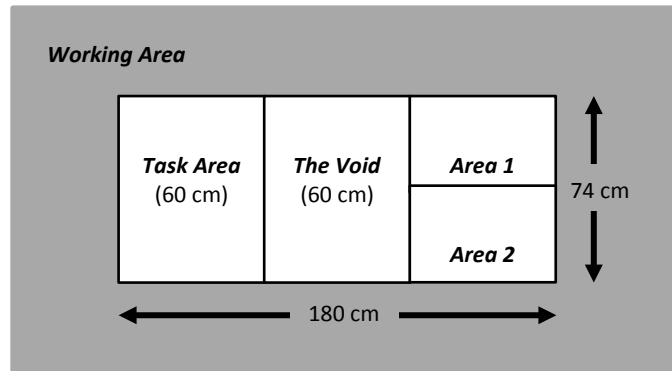 Working Area
Task Area
(60 cm)
The Void
(60 cm)
Area 1
Area 2
74 cm
180 cm